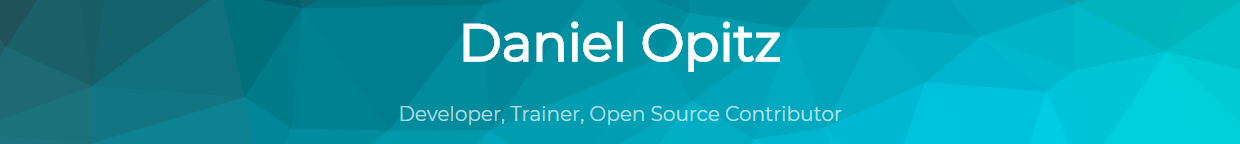 Daniel Opitz
Developer, Trainer, Open Source Contributor